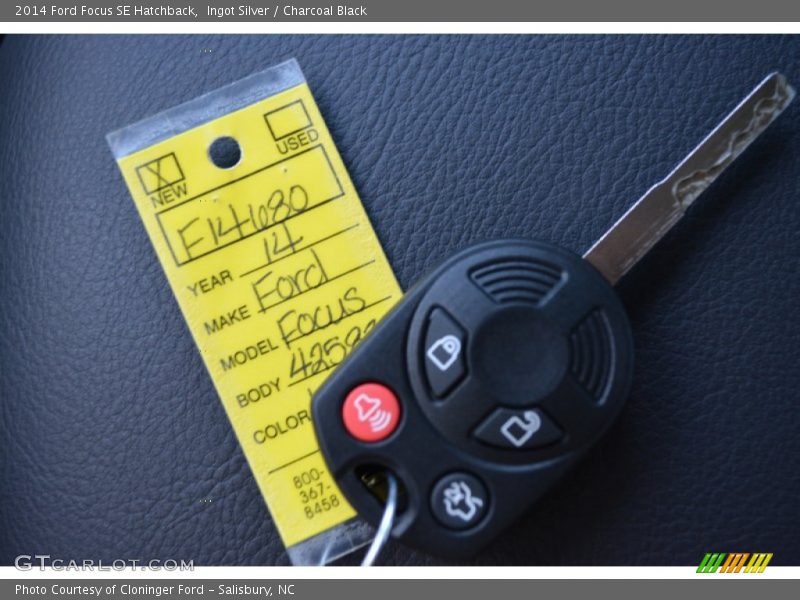 2014 Ford Focus SE Hatchback,  Ingot Silver / Charcoal Black
USED
X
NEW
F14680
YEAR 14
MAKE Ford
MODEL Focus
BODY
COLOR
800-
367-
8458
GTCARLOT.COM
Photo Courtesy of Cloninger Ford – Salisbury, NC